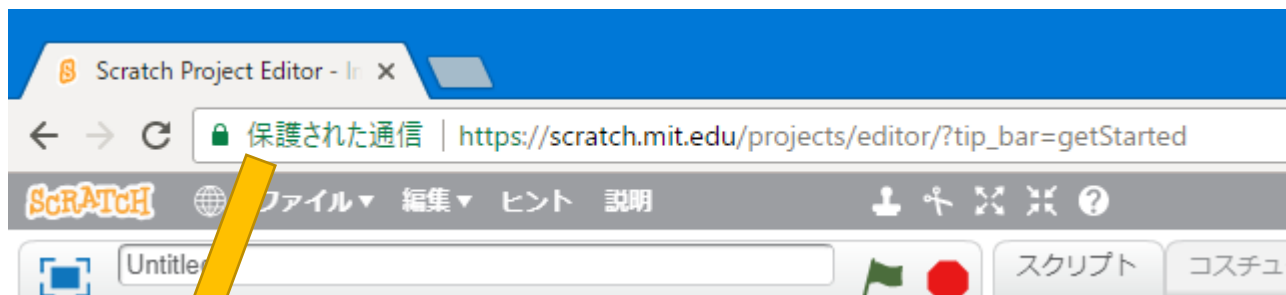 Scratch Project Editor - In
保護された通信 | https://scratch.mit.edu/projects/editor/?tip_bar=getStarted
SCRATCH ファイル▼ 編集▼ ヒント 説明
Untitle スクリプト コスチュ